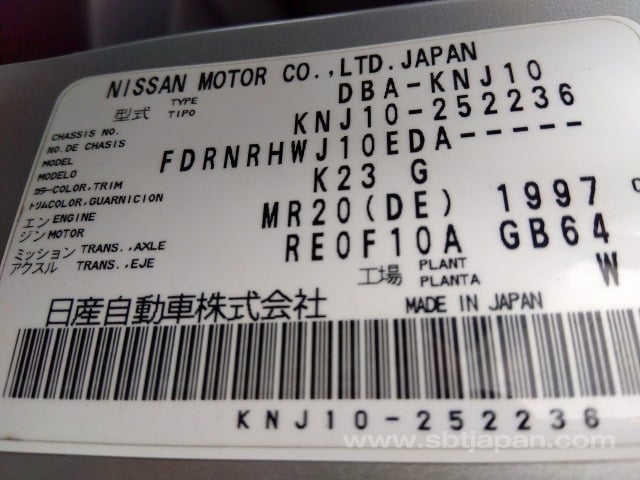 NISSAN MOTOR CO.,LTD.JAPAN
型式 TYPE TIPO DBA-KNJ10
CHASSIS NO. NO.DE CHASIS KNJ10-252236
MODEL MODELO FDRNRHWJ10EDA-----
カラー COLOR,TRIM トリムCOLOR,GUARNICION K23 G
エンジン ENGINE MOTOR MR20(DE) 1997
ミッション アクスル TRANS.,AXLE TRANS.,EJE RE0F10A GB64
工場 PLANT PLANTA W
日産自動車株式会社 MADE IN JAPAN
KNJ10-252236
www.sbtjapan.com/